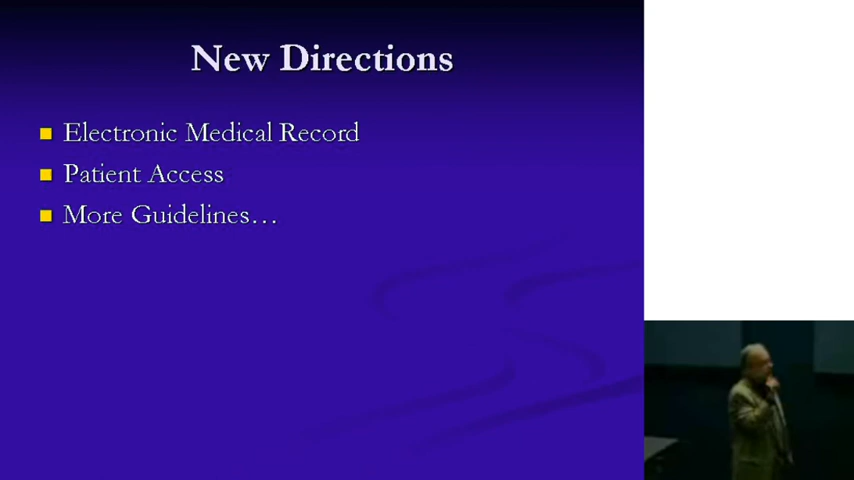 New Directions
Electronic Medical Record
Patient Access
More Guidelines…